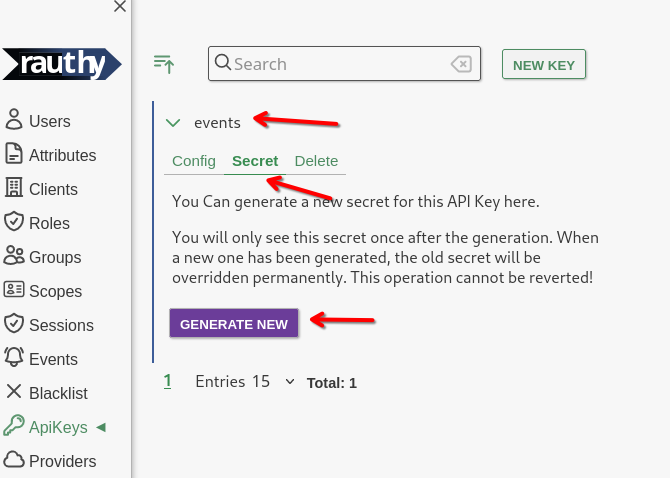 rauthy
Users
Attributes
Clients
Roles
Groups
Scopes
Sessions
Events
Blacklist
ApiKeys
Providers
Search
NEW KEY
events
Config Secret Delete
You Can generate a new secret for this API Key here.
You will only see this secret once after the generation. When
a new one has been generated, the old secret will be
overridden permanently. This operation cannot be reverted!
GENERATE NEW
1 Entries 15 Total: 1